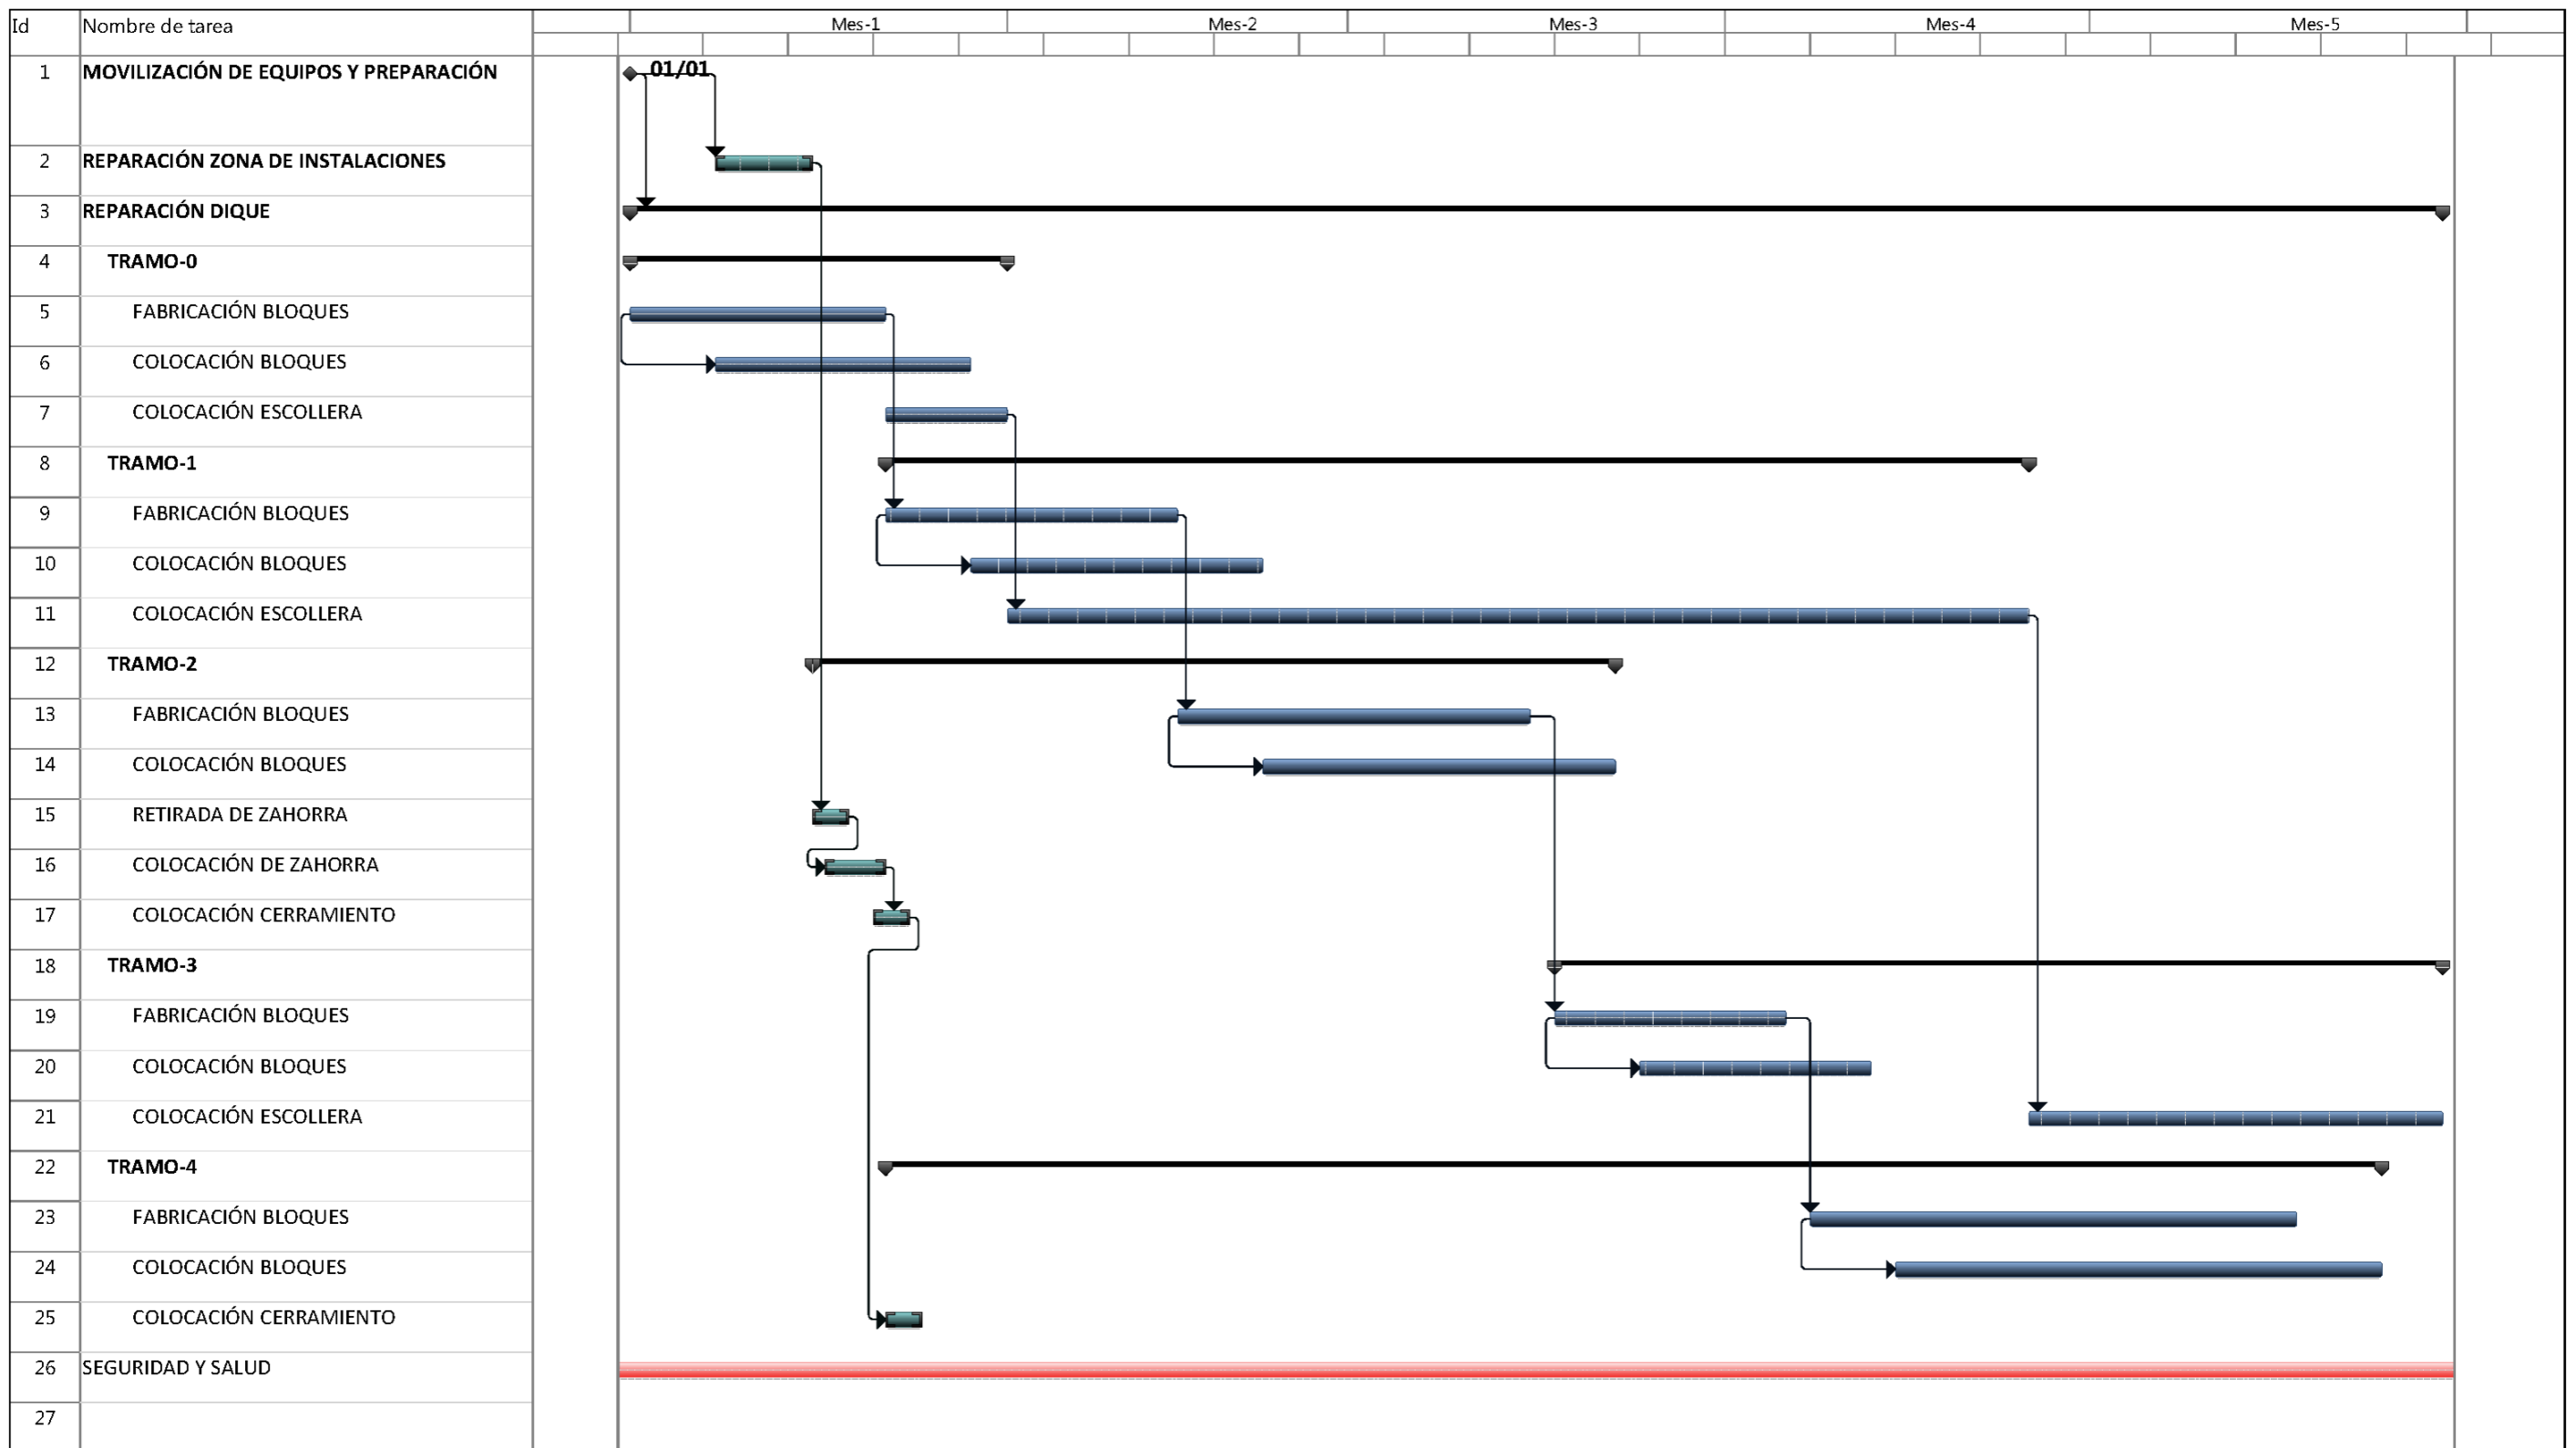 Id Nombre de tarea Mes-1 Mes-2 Mes-3 Mes-4 Mes-5
1 MOVILIZACIÓN DE EQUIPOS Y PREPARACIÓN 01/01
2 REPARACIÓN ZONA DE INSTALACIONES
3 REPARACIÓN DIQUE
4 TRAMO-0
5 FABRICACIÓN BLOQUES
6 COLOCACIÓN BLOQUES
7 COLOCACIÓN ESCOLLERA
8 TRAMO-1
9 FABRICACIÓN BLOQUES
10 COLOCACIÓN BLOQUES
11 COLOCACIÓN ESCOLLERA
12 TRAMO-2
13 FABRICACIÓN BLOQUES
14 COLOCACIÓN BLOQUES
15 RETIRADA DE ZAHORRA
16 COLOCACIÓN DE ZAHORRA
17 COLOCACIÓN CERRAMIENTO
18 TRAMO-3
19 FABRICACIÓN BLOQUES
20 COLOCACIÓN BLOQUES
21 COLOCACIÓN ESCOLLERA
22 TRAMO-4
23 FABRICACIÓN BLOQUES
24 COLOCACIÓN BLOQUES
25 COLOCACIÓN CERRAMIENTO
26 SEGURIDAD Y SALUD
27